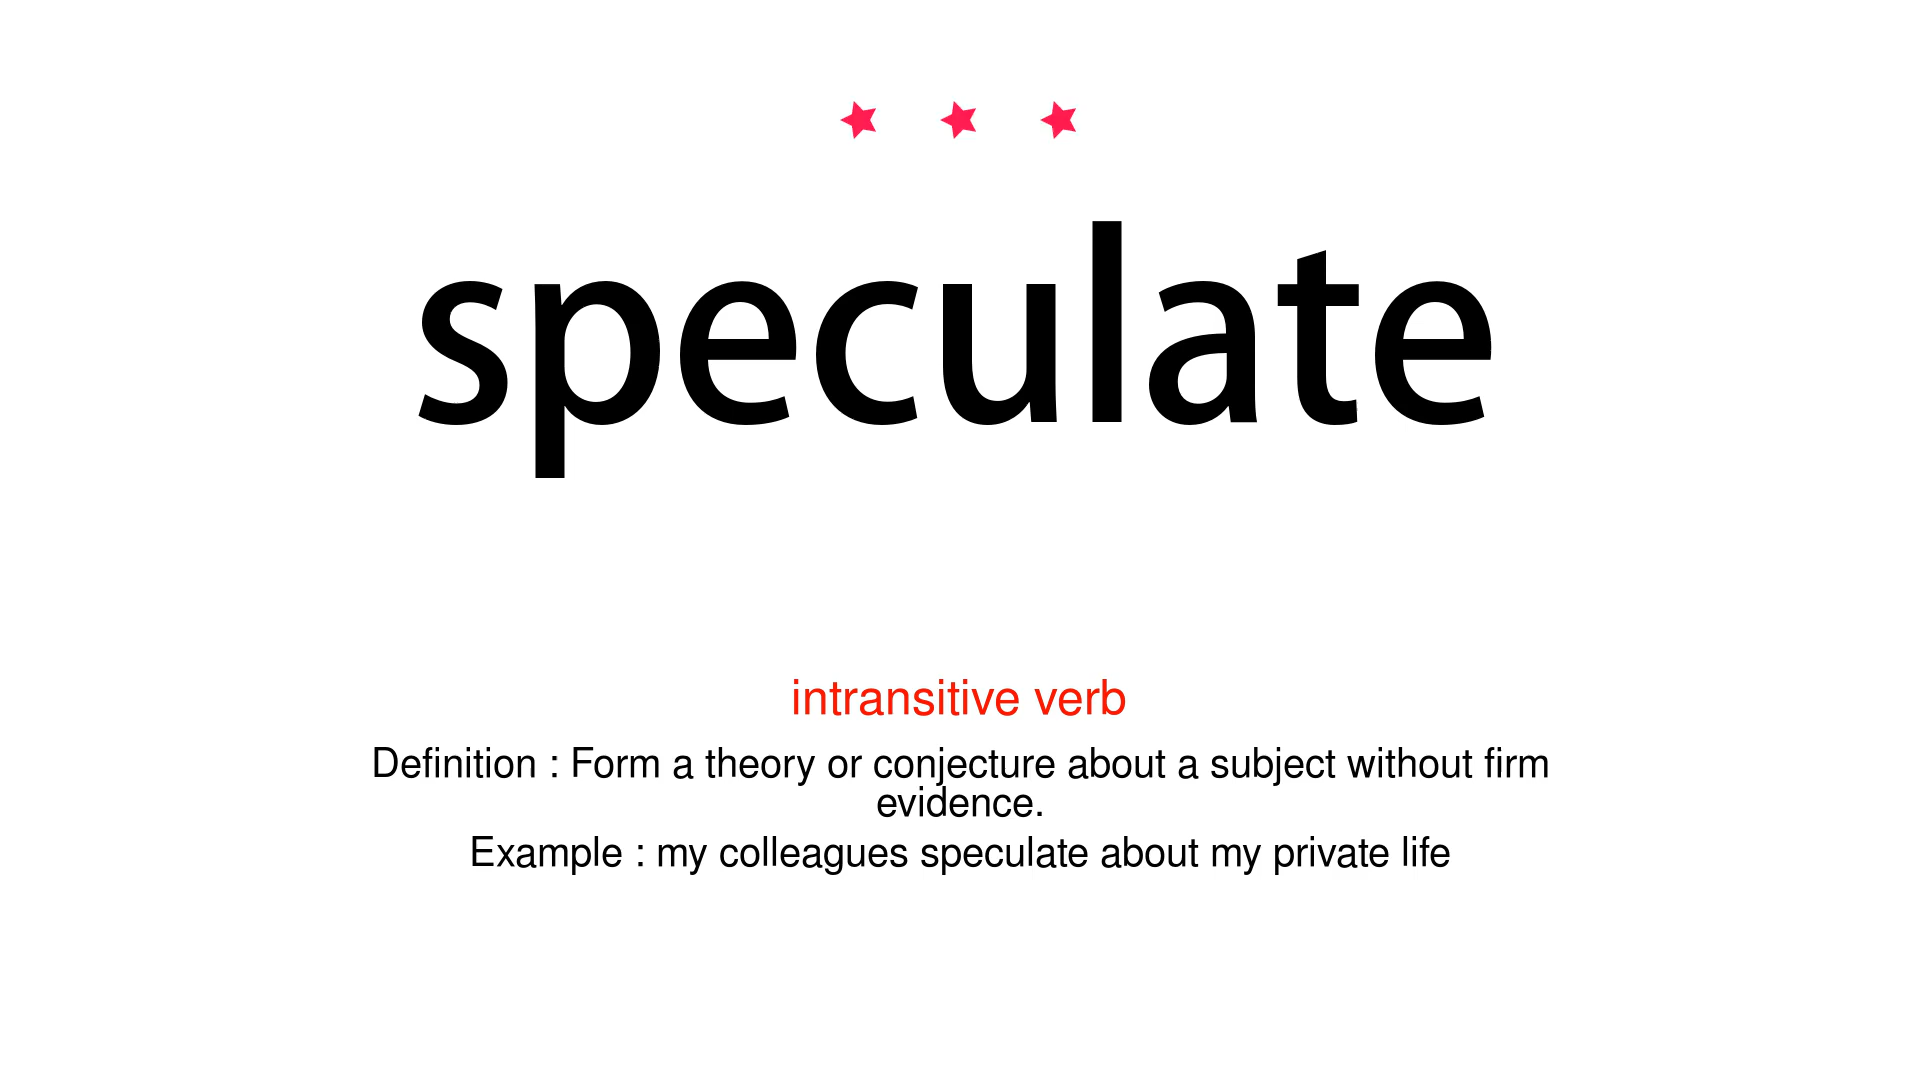 speculate
intransitive verb
Definition : Form a theory or conjecture about a subject without firm
evidence.
Example : my colleagues speculate about my private life